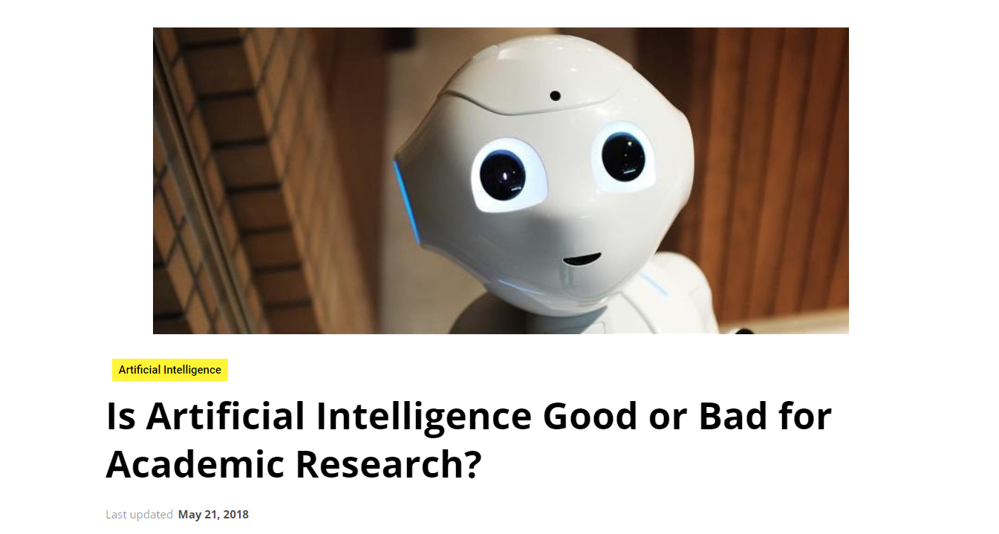 Artificial Intelligence
Is Artificial Intelligence Good or Bad for
Academic Research?
Last updated May 21, 2018